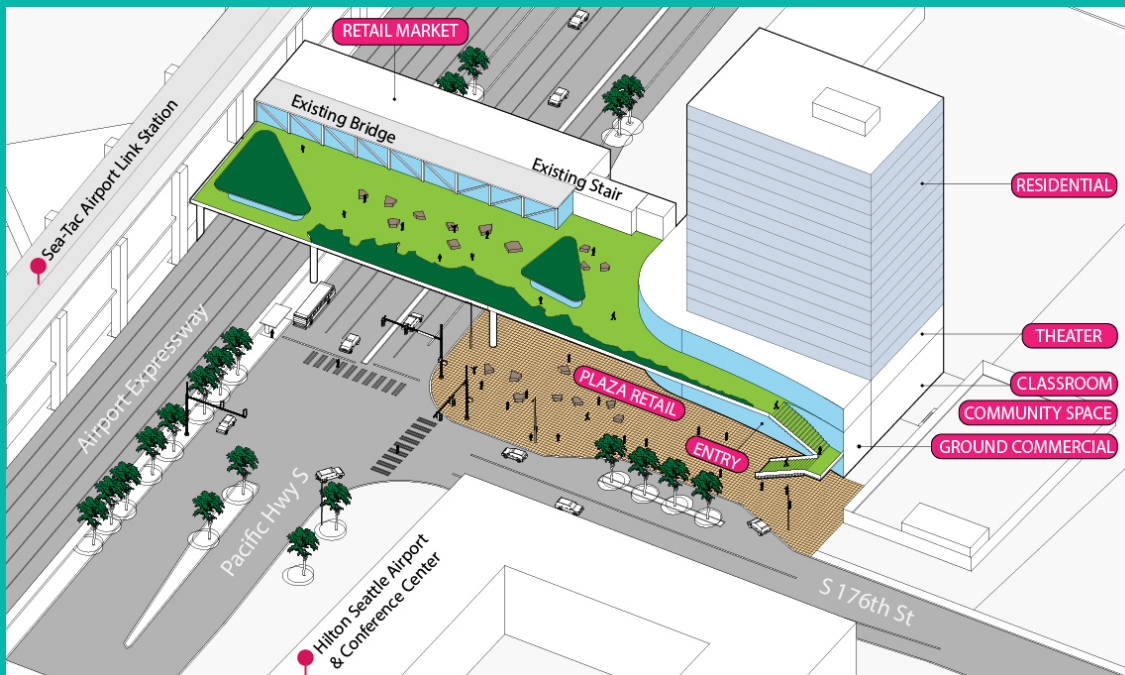 RETAIL MARKET
Existing Bridge
Existing Stair
Sea-Tac Airport Link Station
RESIDENTIAL
Airport Expressway
THEATER
PLAZA RETAIL
CLASSROOM
COMMUNITY SPACE
ENTRY
GROUND COMMERCIAL
Pacific Hwy S
Hilton Seattle Airport
& Conference Center
S 176th St